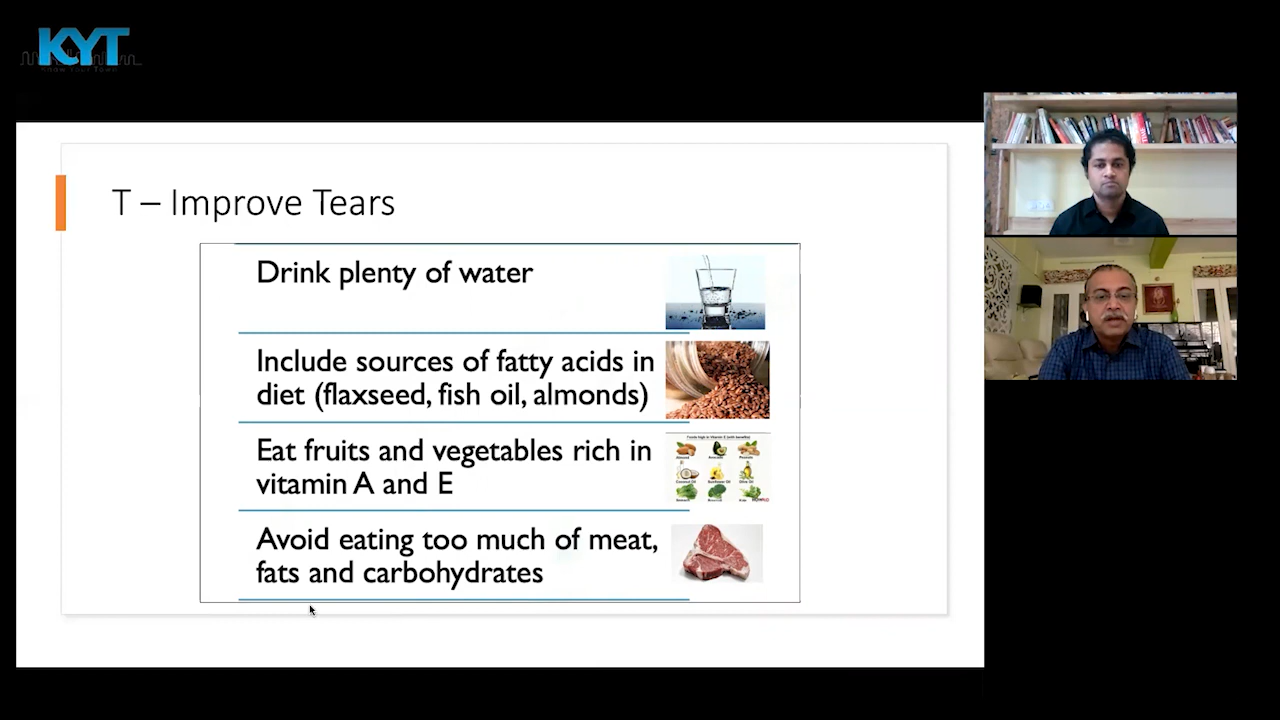 KYT
T – Improve Tears
Drink plenty of water
Include sources of fatty acids in
diet (flaxseed, fish oil, almonds)
Eat fruits and vegetables rich in
vitamin A and E
Avoid eating too much of meat,
fats and carbohydrates